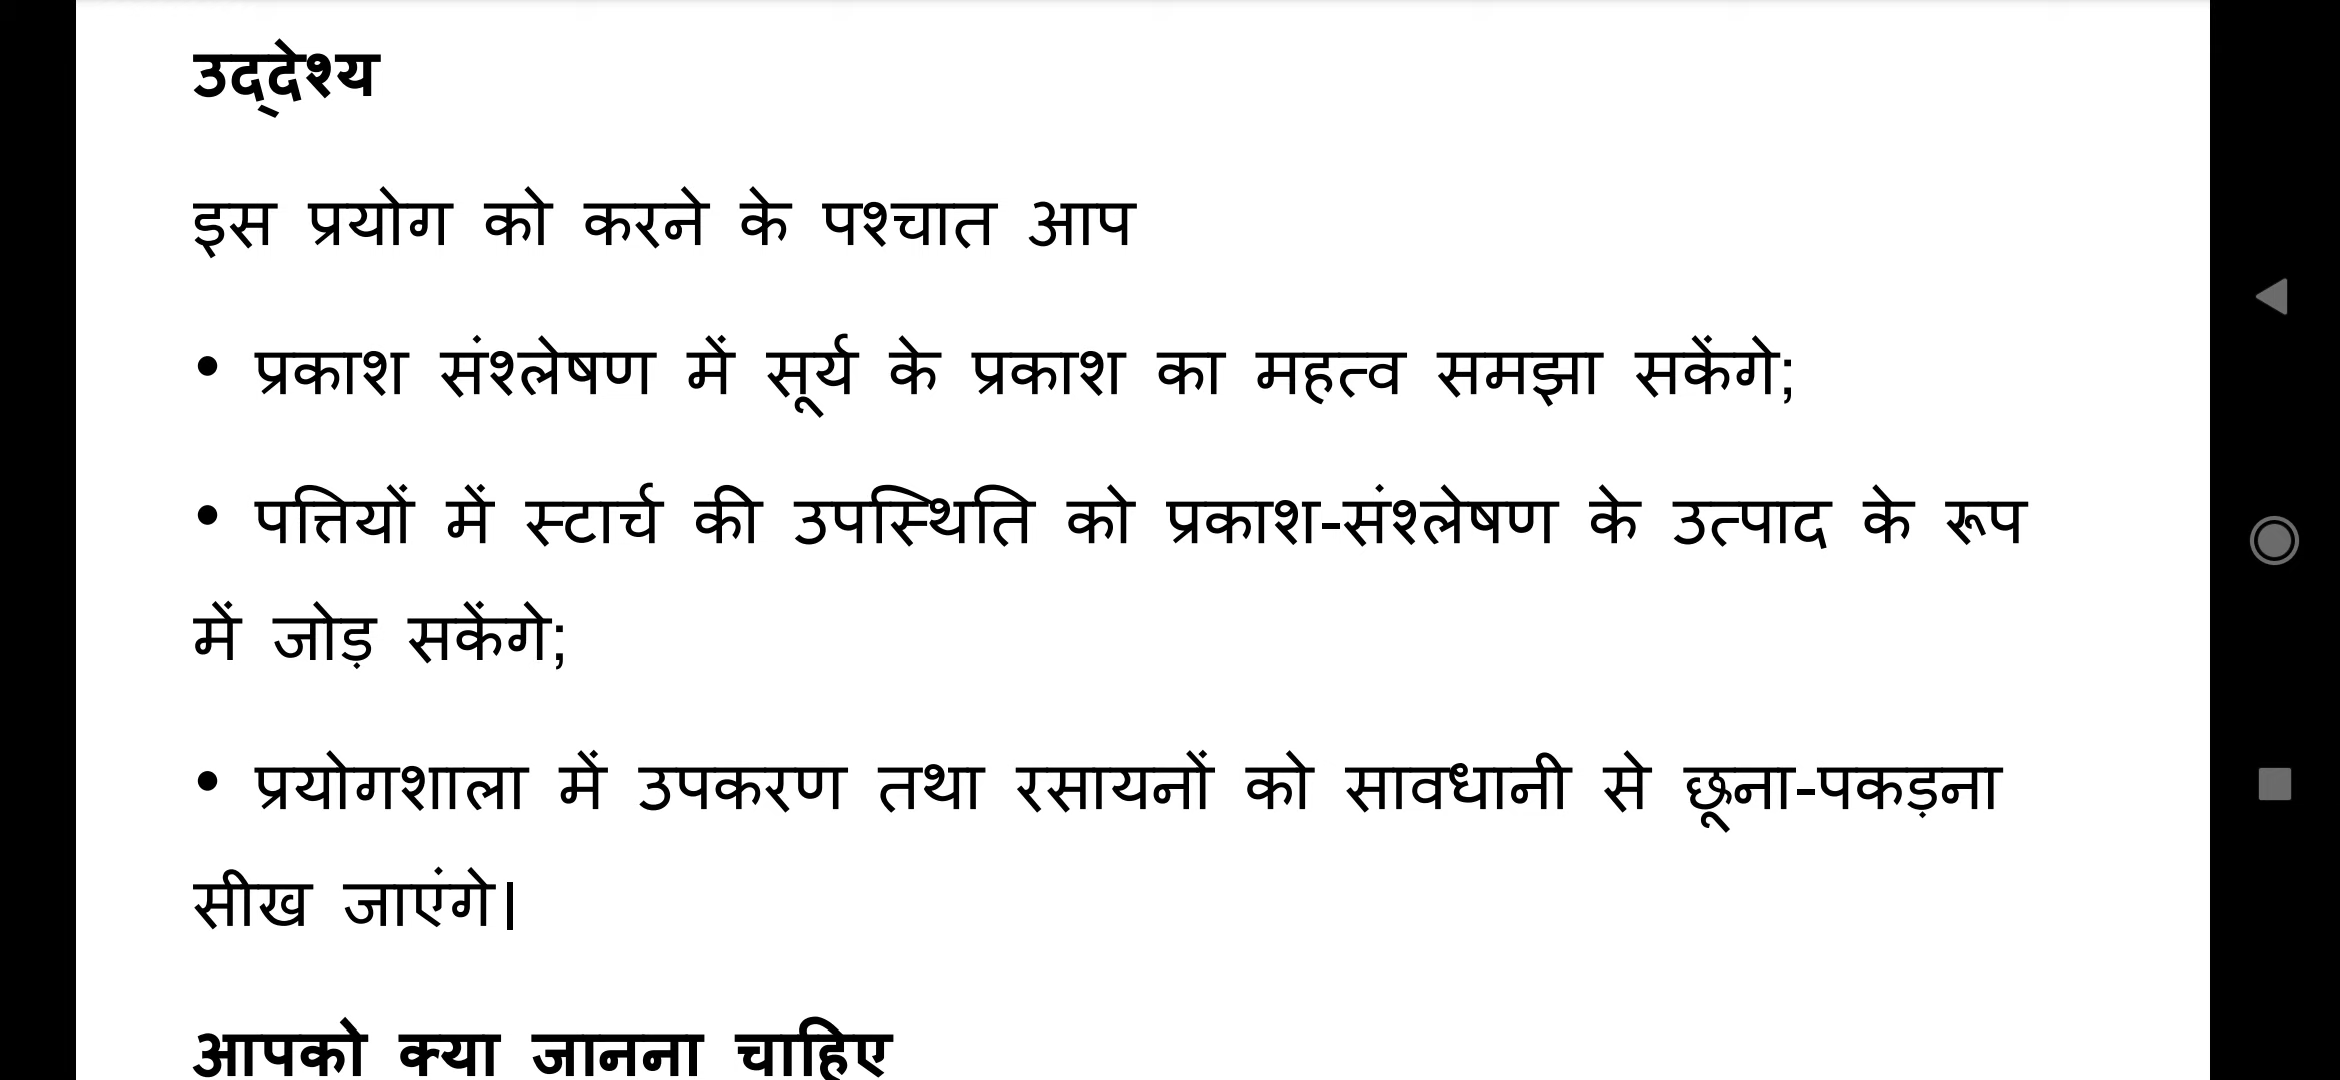 उद्देश्य
इस प्रयोग को करने के पश्चात आप
• प्रकाश संश्लेषण में सूर्य के प्रकाश का महत्व समझा सकेंगे;
• पत्तियों में स्टार्च की उपस्थिति को प्रकाश-संश्लेषण के उत्पाद के रूप
में जोड़ सकेंगे;
• प्रयोगशाला में उपकरण तथा रसायनों को सावधानी से छूना-पकड़ना
सीख जाएंगे।
आपको क्या जानना चाहिए